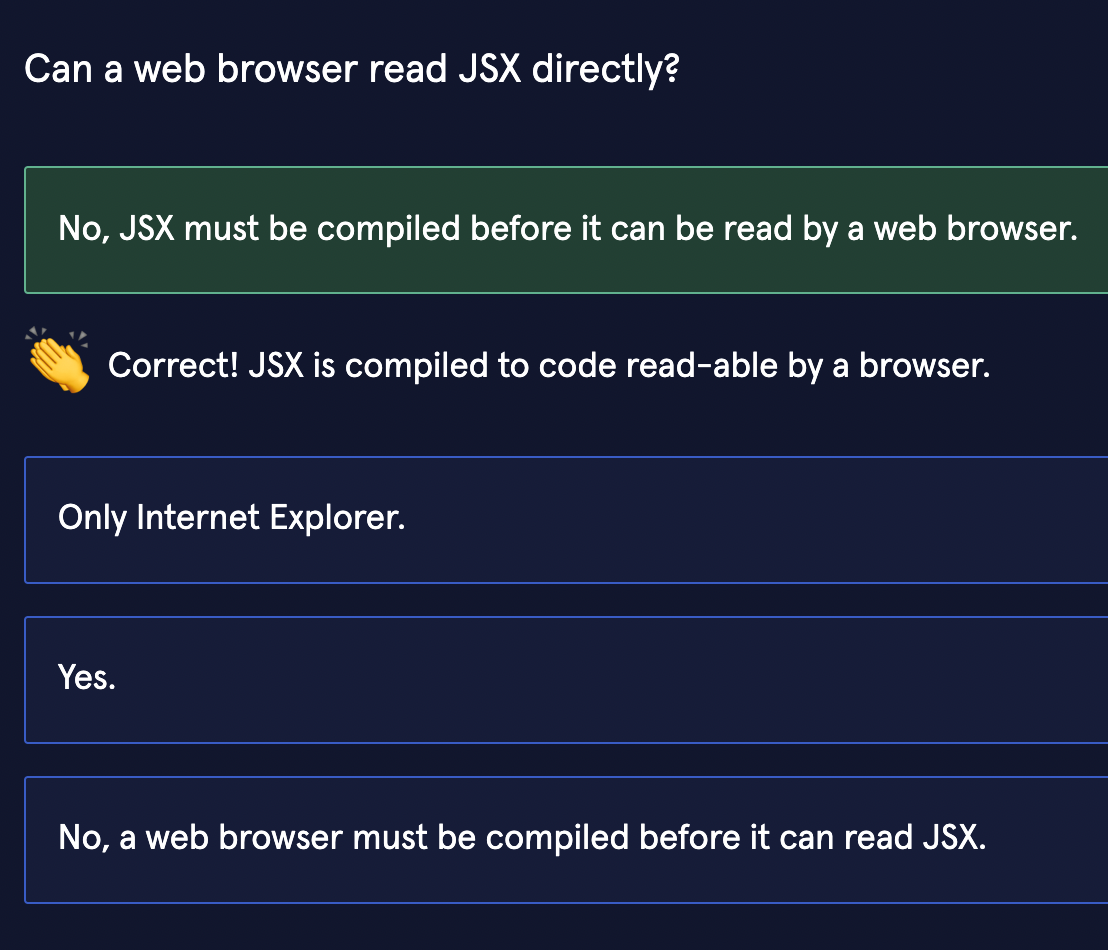 Can a web browser read JSX directly?
No, JSX must be compiled before it can be read by a web browser.
Correct! JSX is compiled to code read-able by a browser.
Only Internet Explorer.
Yes.
No, a web browser must be compiled before it can read JSX.